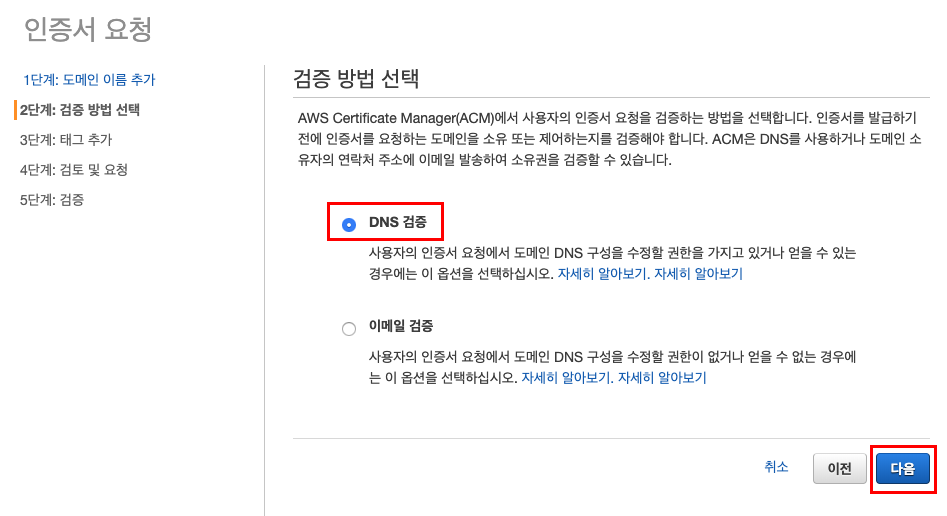 인증서 요청
1단계: 도메인 이름 추가
2단계: 검증 방법 선택
3단계: 태그 추가
4단계: 검토 및 요청
5단계: 검증
검증 방법 선택
AWS Certificate Manager(ACM)에서 사용자의 인증서 요청을 검증하는 방법을 선택합니다. 인증서를 발급하기
전에 인증서를 요청하는 도메인을 소유 또는 제어하는지를 검증해야 합니다. ACM은 DNS를 사용하거나 도메인 소
유자의 연락처 주소에 이메일 발송하여 소유권을 검증할 수 있습니다.
DNS 검증
사용자의 인증서 요청에서 도메인 DNS 구성을 수정할 권한을 가지고 있거나 얻을 수 있는
경우에는 이 옵션을 선택하십시오. 자세히 알아보기. 자세히 알아보기
이메일 검증
사용자의 인증서 요청에서 도메인 DNS 구성을 수정할 권한이 없거나 얻을 수 없는 경우에
는 이 옵션을 선택하십시오. 자세히 알아보기. 자세히 알아보기
취소 이전 다음